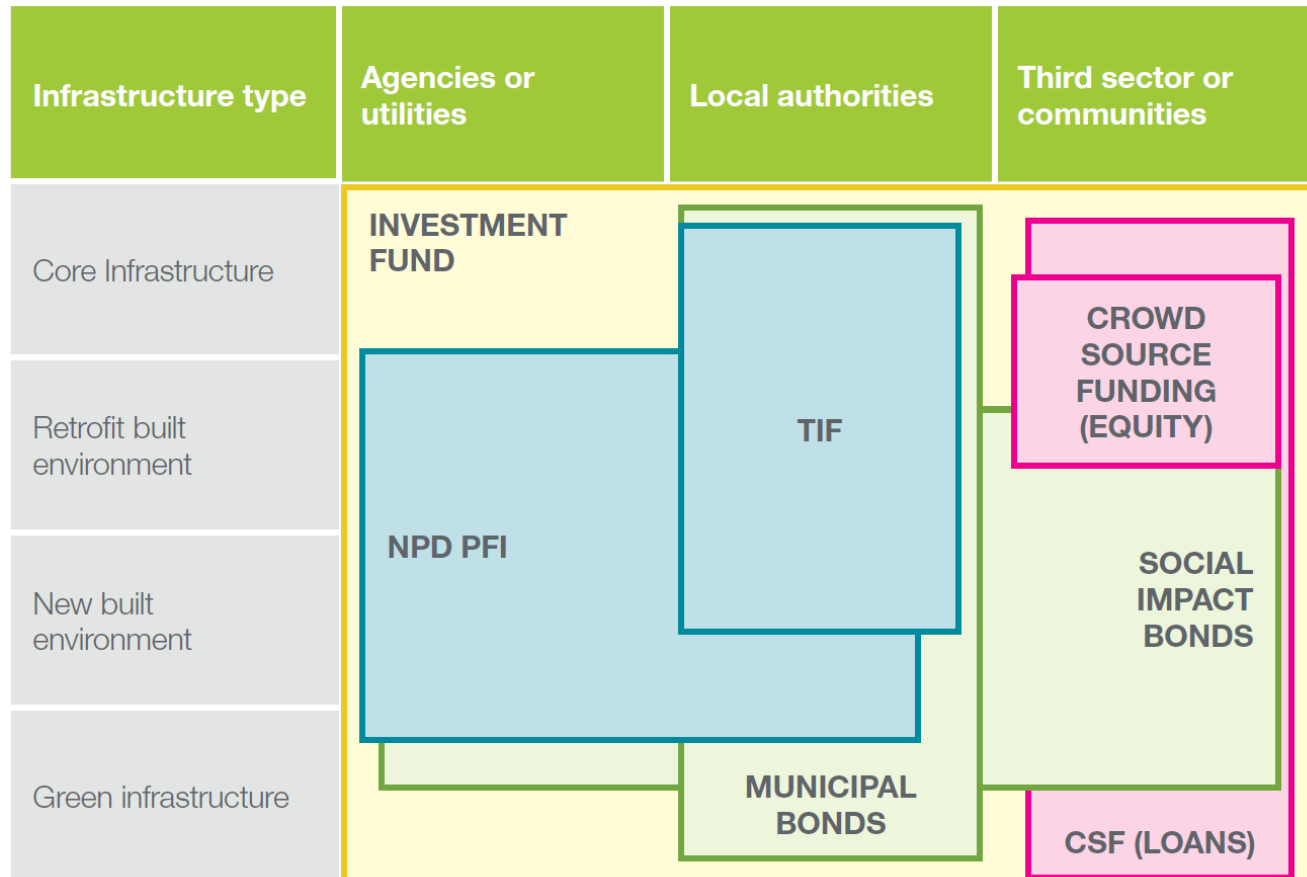 Infrastructure type
Agencies or
utilities
Local authorities
Third sector or
communities
Core Infrastructure
INVESTMENT
FUND
CROWD
SOURCE
FUNDING
(EQUITY)
Retrofit built
environment
TIF
New built
environment
NPD PFI
SOCIAL
IMPACT
BONDS
Green infrastructure
MUNICIPAL
BONDS
CSF (LOANS)